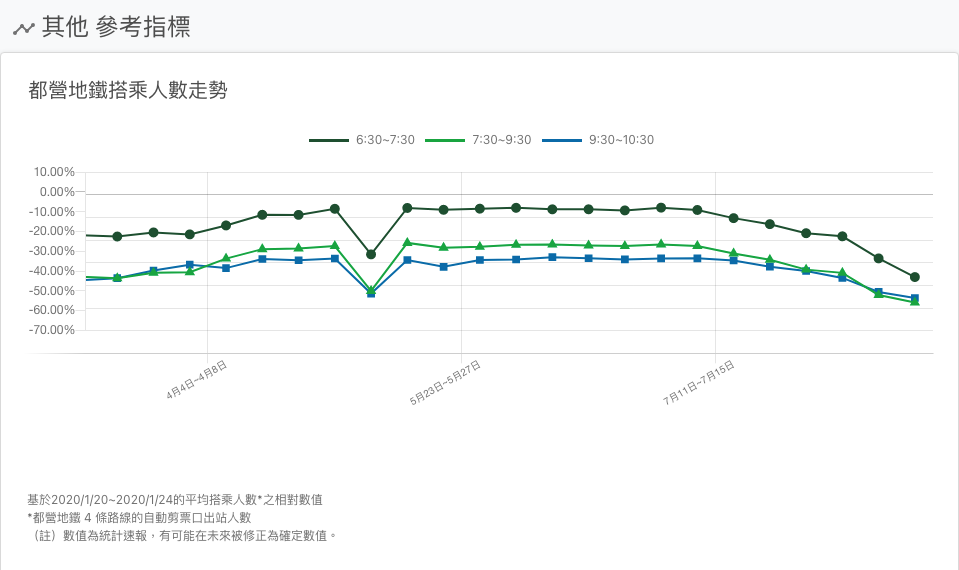 其他 參考指標
都營地鐵搭乘人數走勢
6:30~7:30
7:30~9:30
9:30~10:30
10.00%
0.00%
-10.00%
-20.00%
-30.00%
-40.00%
-50.00%
-60.00%
-70.00%
4月4日~4月8日
5月23日~5月27日
7月11日~7月15日
基於2020/1/20~2020/1/24的平均搭乘人數*之相對數值
*都營地鐵 4 條路線的自動剪票口出站人數
（註）數值為統計速報，有可能在未來被修正為確定數值。